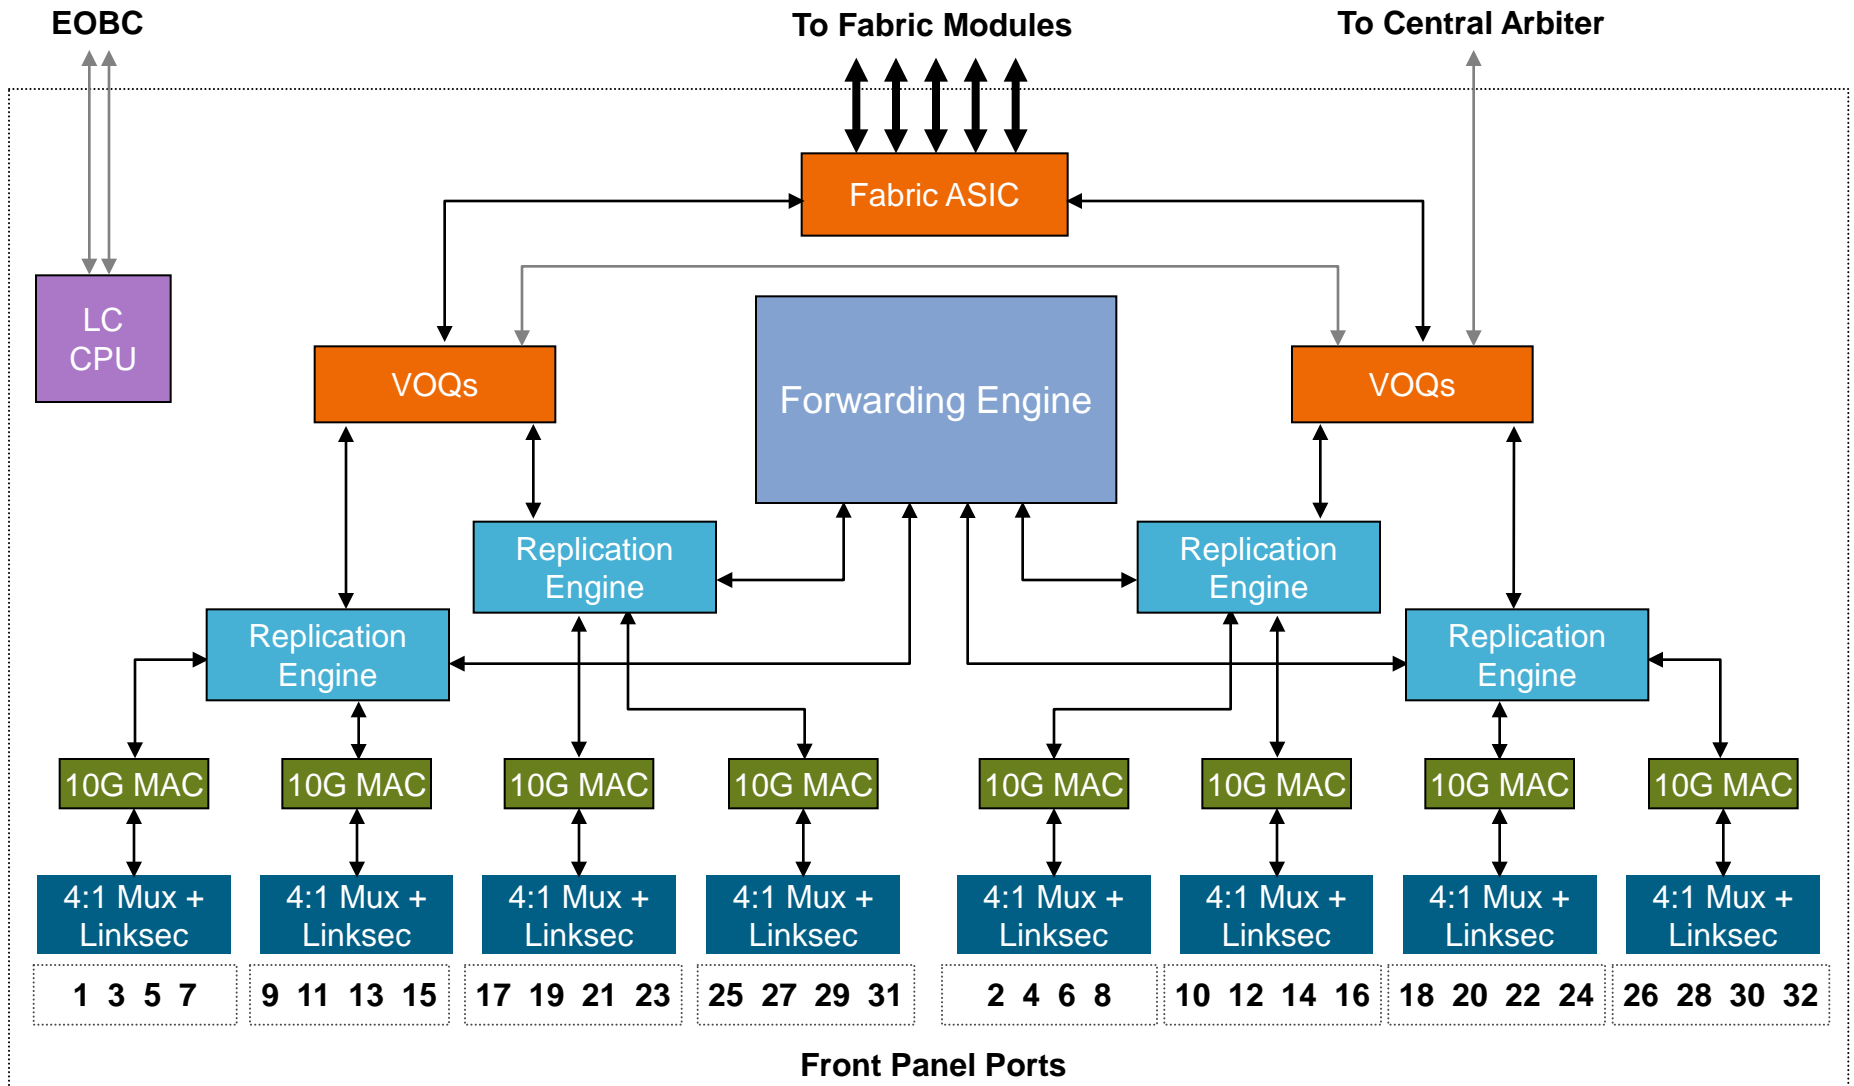 EOBC
To Fabric Modules
To Central Arbiter
Fabric ASIC
LC
CPU
VOQs
Forwarding Engine
VOQs
Replication
Engine
Replication
Engine
Replication
Engine
Replication
Engine
10G MAC
10G MAC
10G MAC
10G MAC
10G MAC
10G MAC
10G MAC
10G MAC
4:1 Mux +
Linksec
4:1 Mux +
Linksec
4:1 Mux +
Linksec
4:1 Mux +
Linksec
4:1 Mux +
Linksec
4:1 Mux +
Linksec
4:1 Mux +
Linksec
4:1 Mux +
Linksec
1 3 5 7
9 11 13 15
17 19 21 23
25 27 29 31
2 4 6 8
10 12 14 16
18 20 22 24
26 28 30 32
Front Panel Ports